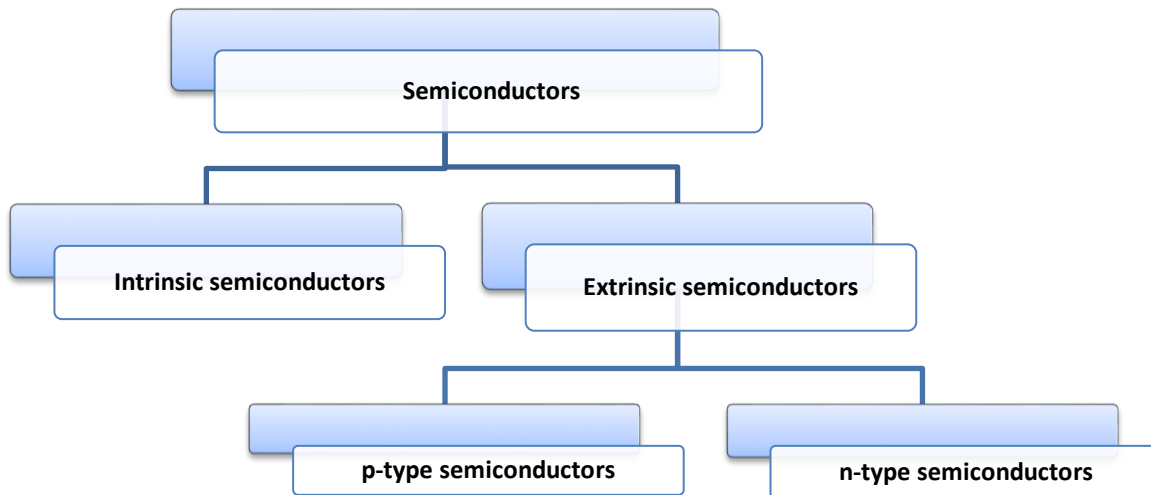 Semiconductors
Intrinsic semiconductors
Extrinsic semiconductors
p-type semiconductors
n-type semiconductors